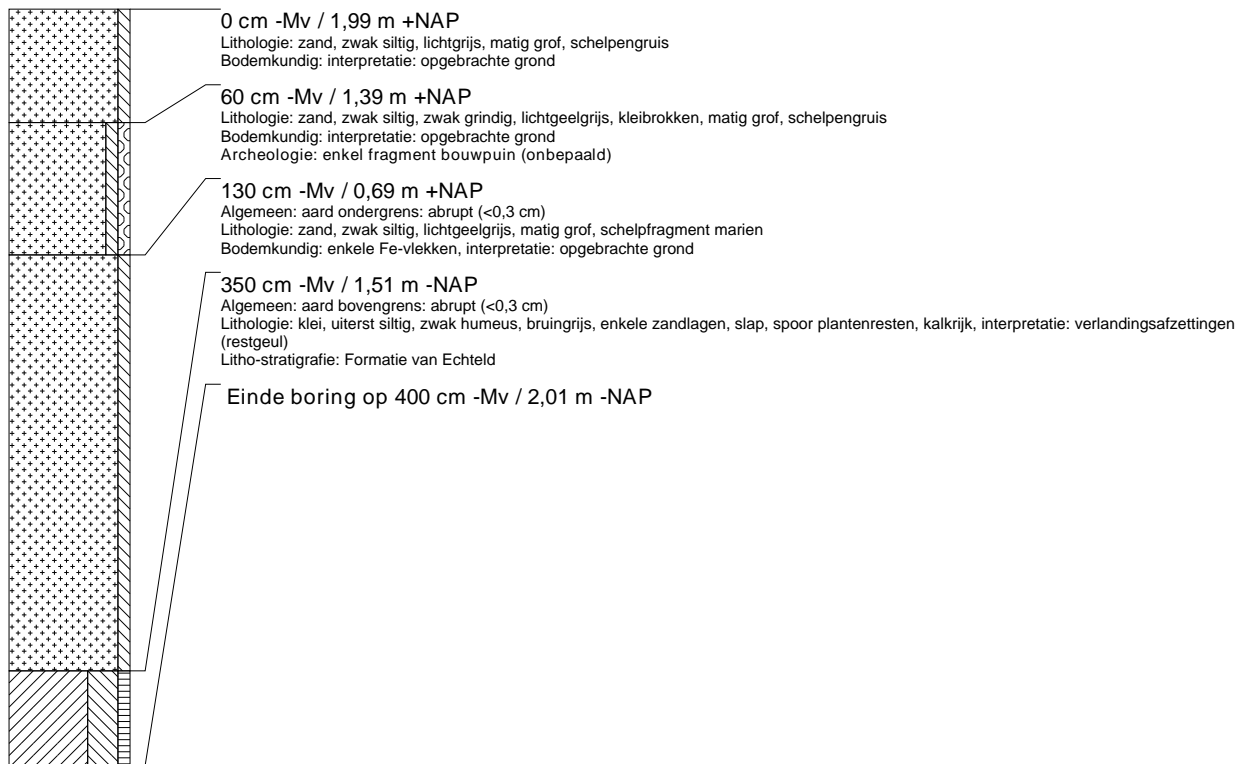 0 cm -Mv / 1,99 m +NAP
Lithologie: zand, zwak siltig, lichtgrijs, matig grof, schelpengruis
Bodemkundig: interpretatie: opgebrachte grond
60 cm -Mv / 1,39 m +NAP
Lithologie: zand, zwak siltig, zwak grindig, lichtgeelgrijs, kleibrokken, matig grof, schelpengruis
Bodemkundig: interpretatie: opgebrachte grond
Archeologie: enkel fragment bouwpuin (onbepaald)
130 cm -Mv / 0,69 m +NAP
Algemeen: aard ondergrens: abrupt (<0,3 cm)
Lithologie: zand, zwak siltig, lichtgeelgrijs, matig grof, schelpfragment marien
Bodemkundig: enkele Fe-vlekken, interpretatie: opgebrachte grond
350 cm -Mv / 1,51 m -NAP
Algemeen: aard bovengrens: abrupt (<0,3 cm)
Lithologie: klei, uiterst siltig, zwak humeus, bruingrijs, enkele zandlagen, slap, spoor plantenresten, kalkrijk, interpretatie: verlandingsafzettingen
(restgeul)
Litho-stratigrafie: Formatie van Echteld
Einde boring op 400 cm -Mv / 2,01 m -NAP